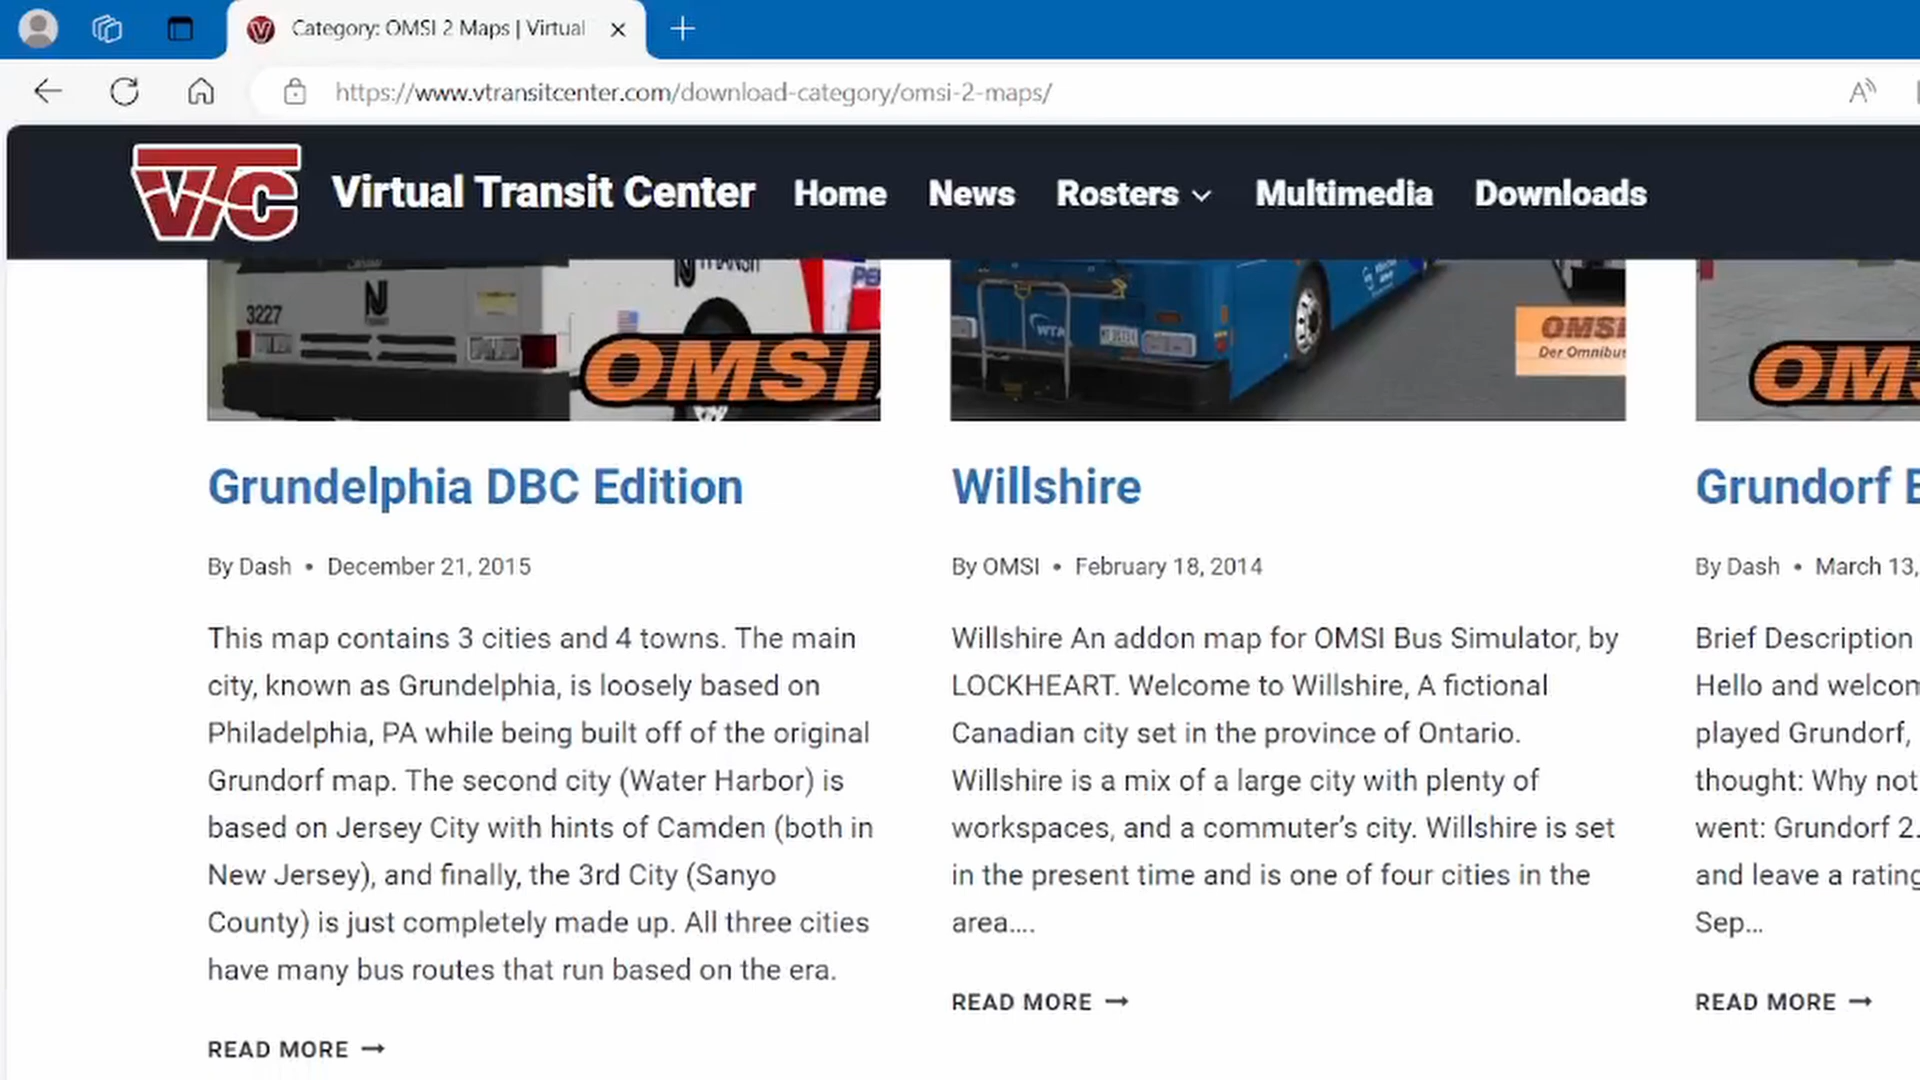 Category: OMSI 2 Maps | Virtual
https://www.vtransitcenter.com/download-category/omsi-2-maps/
VTC
Virtual Transit Center Home News Rosters Multimedia Downloads
3227
OMSI
WTA
OMSI
Der Omnibus
Grundelphia DBC Edition
By Dash • December 21, 2015
This map contains 3 cities and 4 towns. The main
city, known as Grundelphia, is loosely based on
Philadelphia, PA while being built off of the original
Grundorf map. The second city (Water Harbor) is
based on Jersey City with hints of Camden (both in
New Jersey), and finally, the 3rd City (Sanyo
County) is just completely made up. All three cities
have many bus routes that run based on the era.
READ MORE →
Willshire
By OMSI • February 18, 2014
Willshire An addon map for OMSI Bus Simulator, by
LOCKHEART. Welcome to Willshire, A fictional
Canadian city set in the province of Ontario.
Willshire is a mix of a large city with plenty of
workspaces, and a commuter's city. Willshire is set
in the present time and is one of four cities in the
area….
READ MORE →
Grundorf
By Dash • March 13,
Brief Description
Hello and
played Grundorf,
thought: Why not
went: Grundorf 2.
and leave a rating
Sep…
READ MORE →